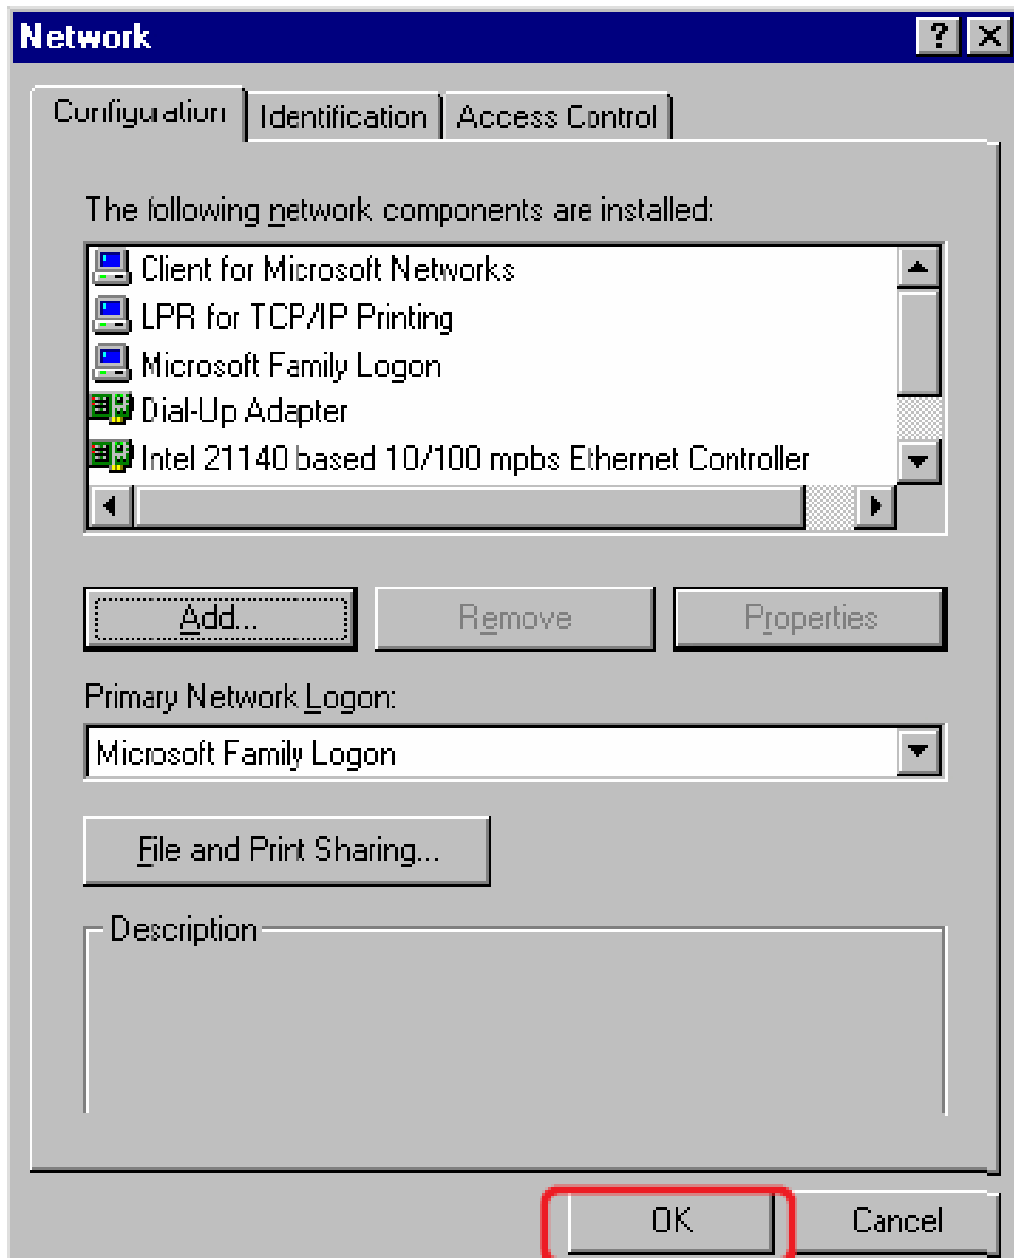 Network
Configuration Identification Access Control
The following network components are installed:
Client for Microsoft Networks
LPR for TCP/IP Printing
Microsoft Family Logon
Dial-Up Adapter
Intel 21140 based 10/100 mpbs Ethernet Controller
Add... Remove Properties
Primary Network Logon:
Microsoft Family Logon
File and Print Sharing...
Description
OK Cancel